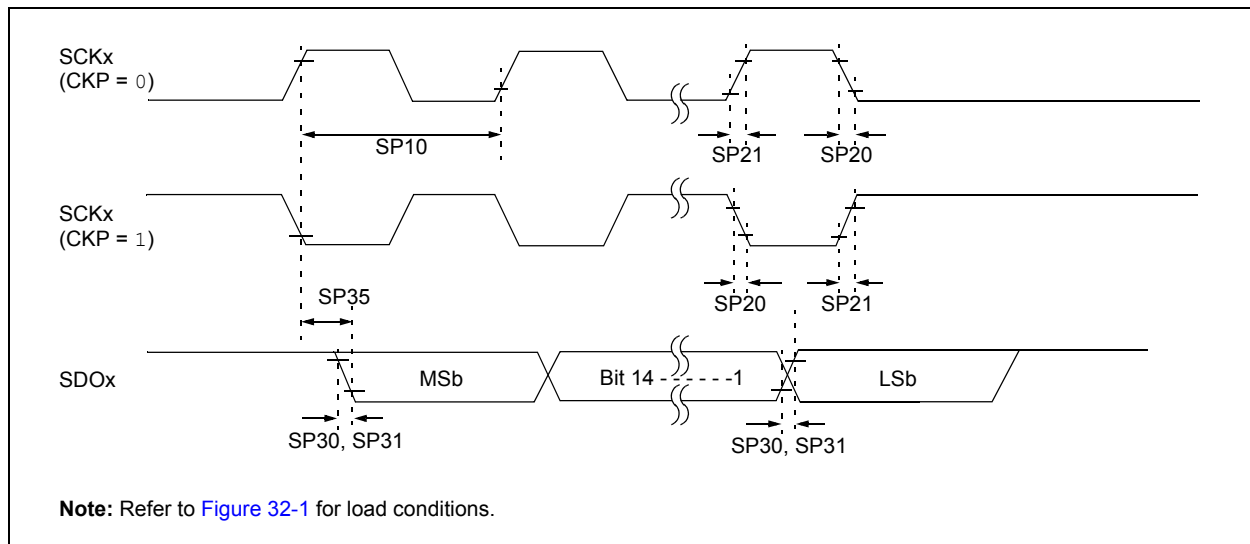 SCKx
(CKP = 0)
SP10
SP21
SP20
SCKx
(CKP = 1)
SP35
SP20
SP21
SDOx
MSb
Bit 14 - - - - - -1
LSb
SP30, SP31
SP30, SP31
Note: Refer to Figure 32-1 for load conditions.